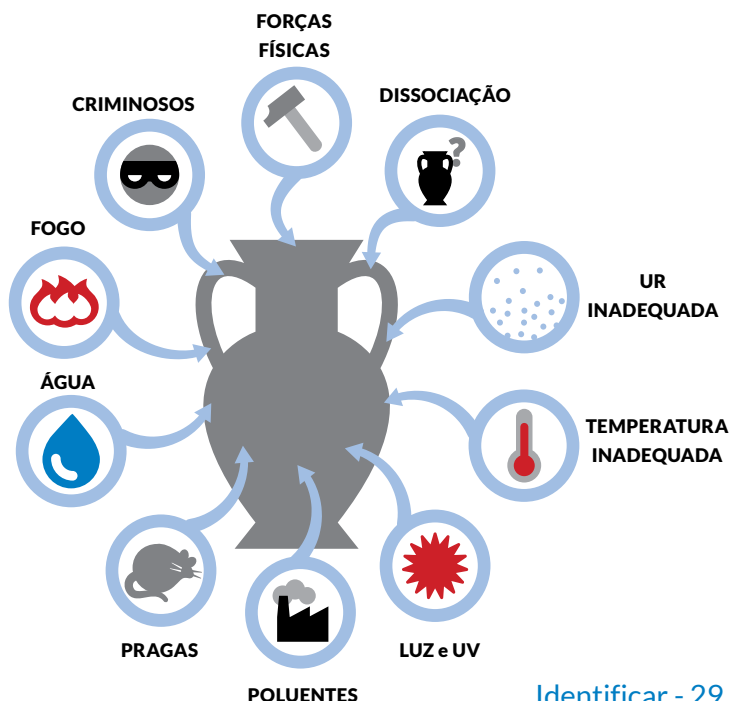 FORÇAS
FÍSICAS
DISSOCIAÇÃO
CRIMINOSOS
FOGO
UR
INADEQUADA
ÁGUA
TEMPERATURA
INADEQUADA
PRAGAS
LUZ e UV
POLUENTES
?
Identificar - 29